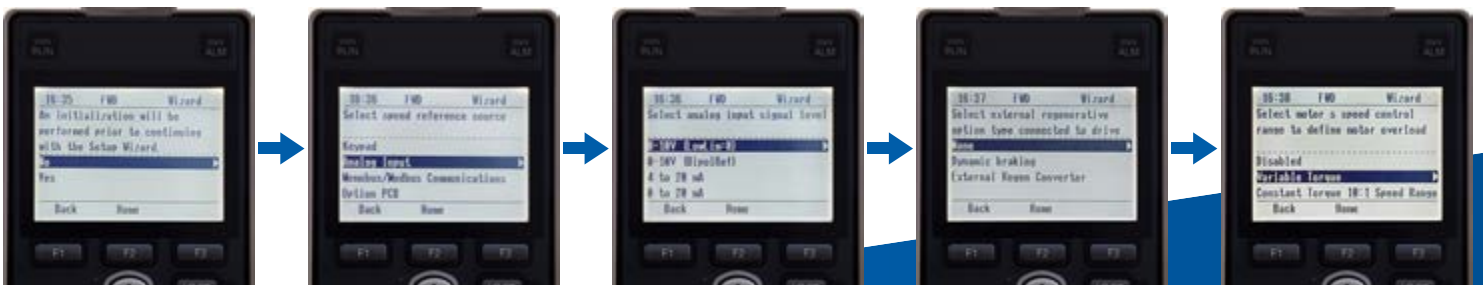 RUN
ALM
16:35 FWD Wizard
An initialization will be
performed prior to continuing
with the Setup Wizard.
No
Yes
Back Home
F1 F2 F3
RUN
ALM
16:36 FWD Wizard
Select speed reference source
Keypad
Analog Input
Memobus/Modbus Communications
Option PCB
Back Home
F1 F2 F3
RUN
ALM
16:36 FWD Wizard
Select analog input signal level
0-10V (LowLim=0)
0-10V (BipolRef)
4 to 20 mA
0 to 20 mA
Back Home
F1 F2 F3
RUN
ALM
16:37 FWD Wizard
Select external regenerative
option type connected to drive
None
Dynamic braking
External Regen Converter
Back Home
F1 F2 F3
RUN
ALM
16:38 FWD Wizard
Select motor s speed control
range to define motor overload
Disabled
Variable Torque
Constant Torque 10:1 Speed Range
Back Home
F1 F2 F3